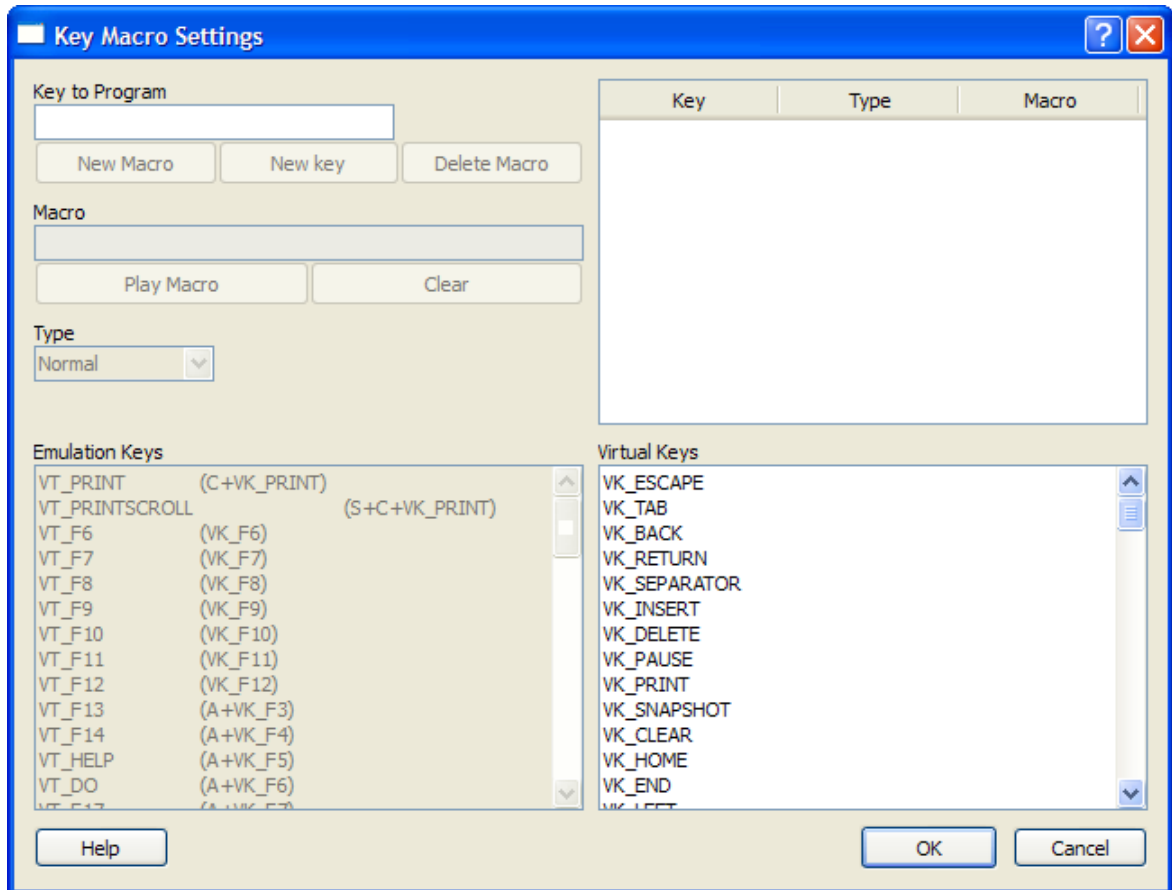 Key Macro Settings
Key to Program
New Macro New key Delete Macro
Macro
Play Macro Clear
Type
Normal
Key Type Macro
Emulation Keys
VT_PRINT (C+VK_PRINT)
VT_PRINTSCROLL (S+C+VK_PRINT)
VT_F6 (VK_F6)
VT_F7 (VK_F7)
VT_F8 (VK_F8)
VT_F9 (VK_F9)
VT_F10 (VK_F10)
VT_F11 (VK_F11)
VT_F12 (VK_F12)
VT_F13 (A+VK_F3)
VT_F14 (A+VK_F4)
VT_HELP (A+VK_F5)
VT_DO (A+VK_F6)
VT_F17 (A+VK_F7)
Virtual Keys
VK_ESCAPE
VK_TAB
VK_BACK
VK_RETURN
VK_SEPARATOR
VK_INSERT
VK_DELETE
VK_PAUSE
VK_PRINT
VK_SNAPSHOT
VK_CLEAR
VK_HOME
VK_END
VK_LEFT
Help OK Cancel